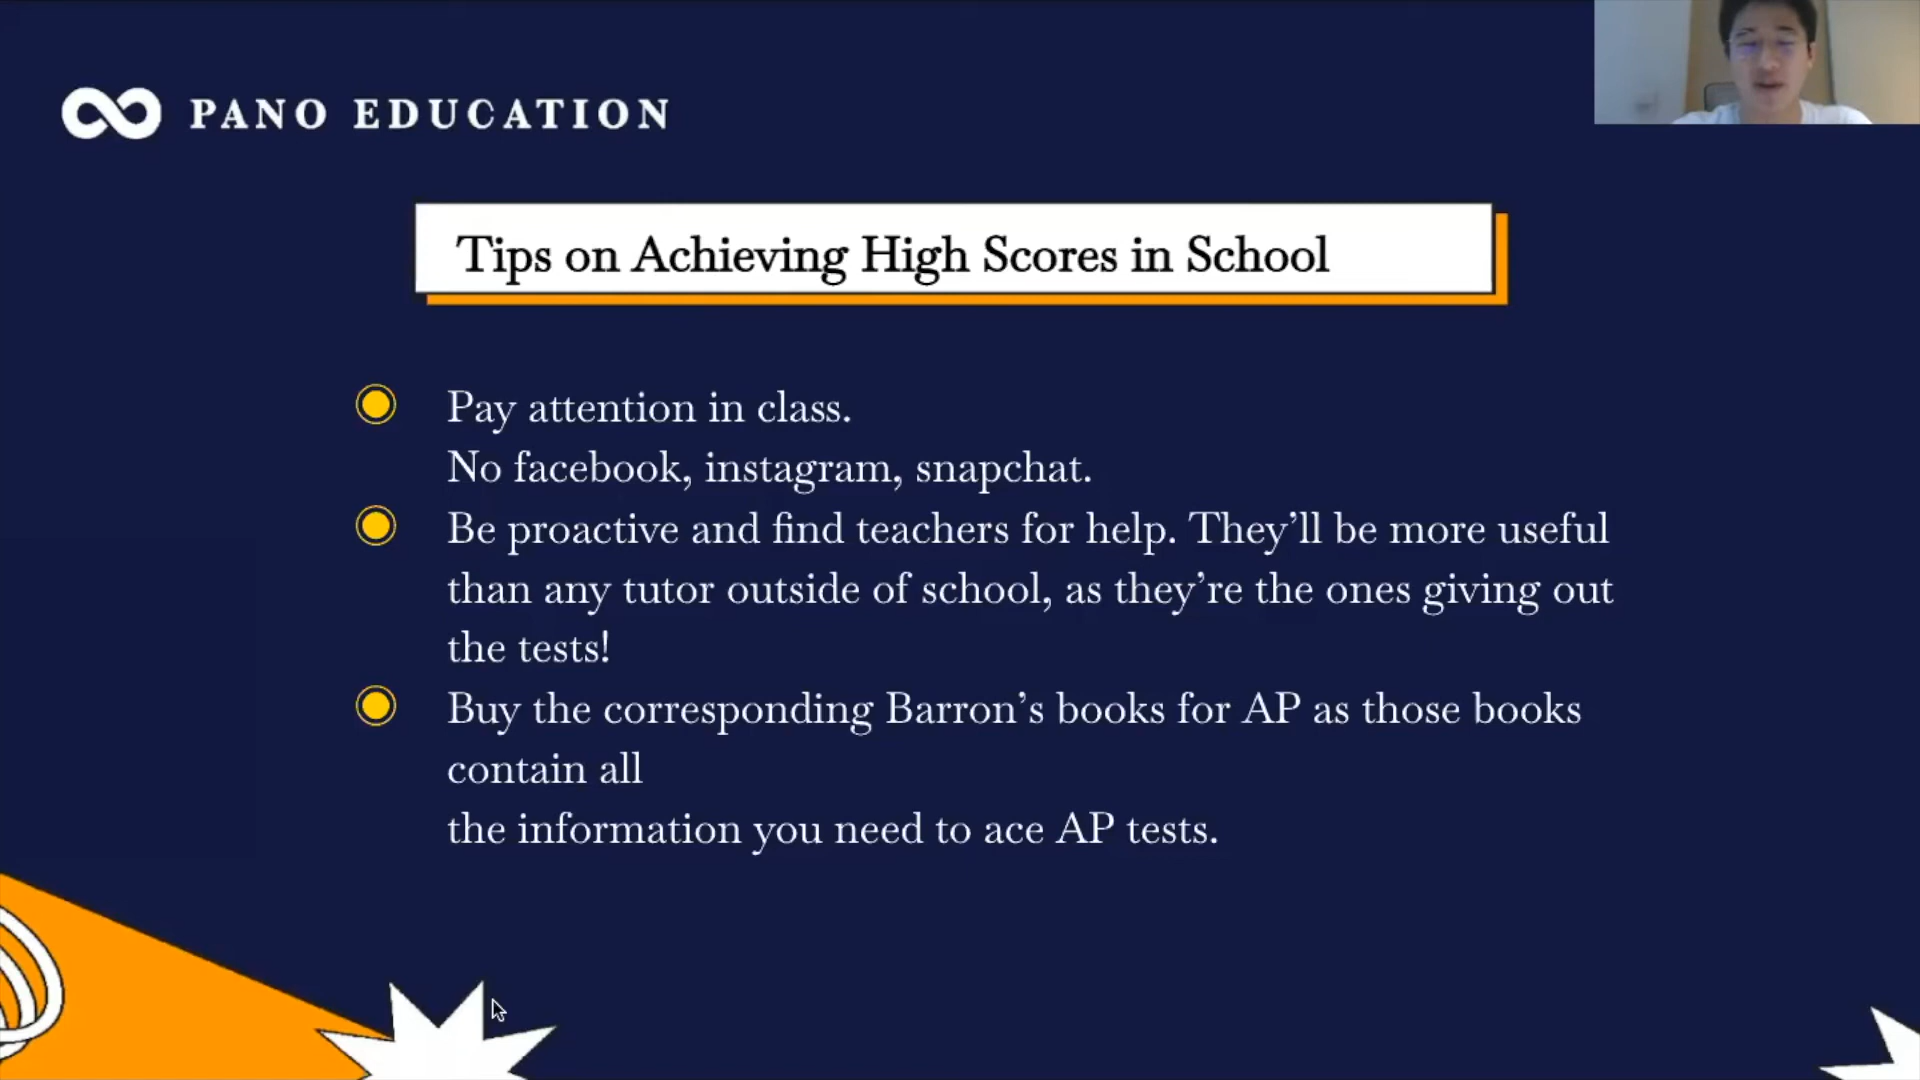 PANO EDUCATION
Tips on Achieving High Scores in School
Pay attention in class.
No facebook, instagram, snapchat.
Be proactive and find teachers for help. They’ll be more useful
than any tutor outside of school, as they’re the ones giving out
the tests!
Buy the corresponding Barron’s books for AP as those books
contain all
the information you need to ace AP tests.